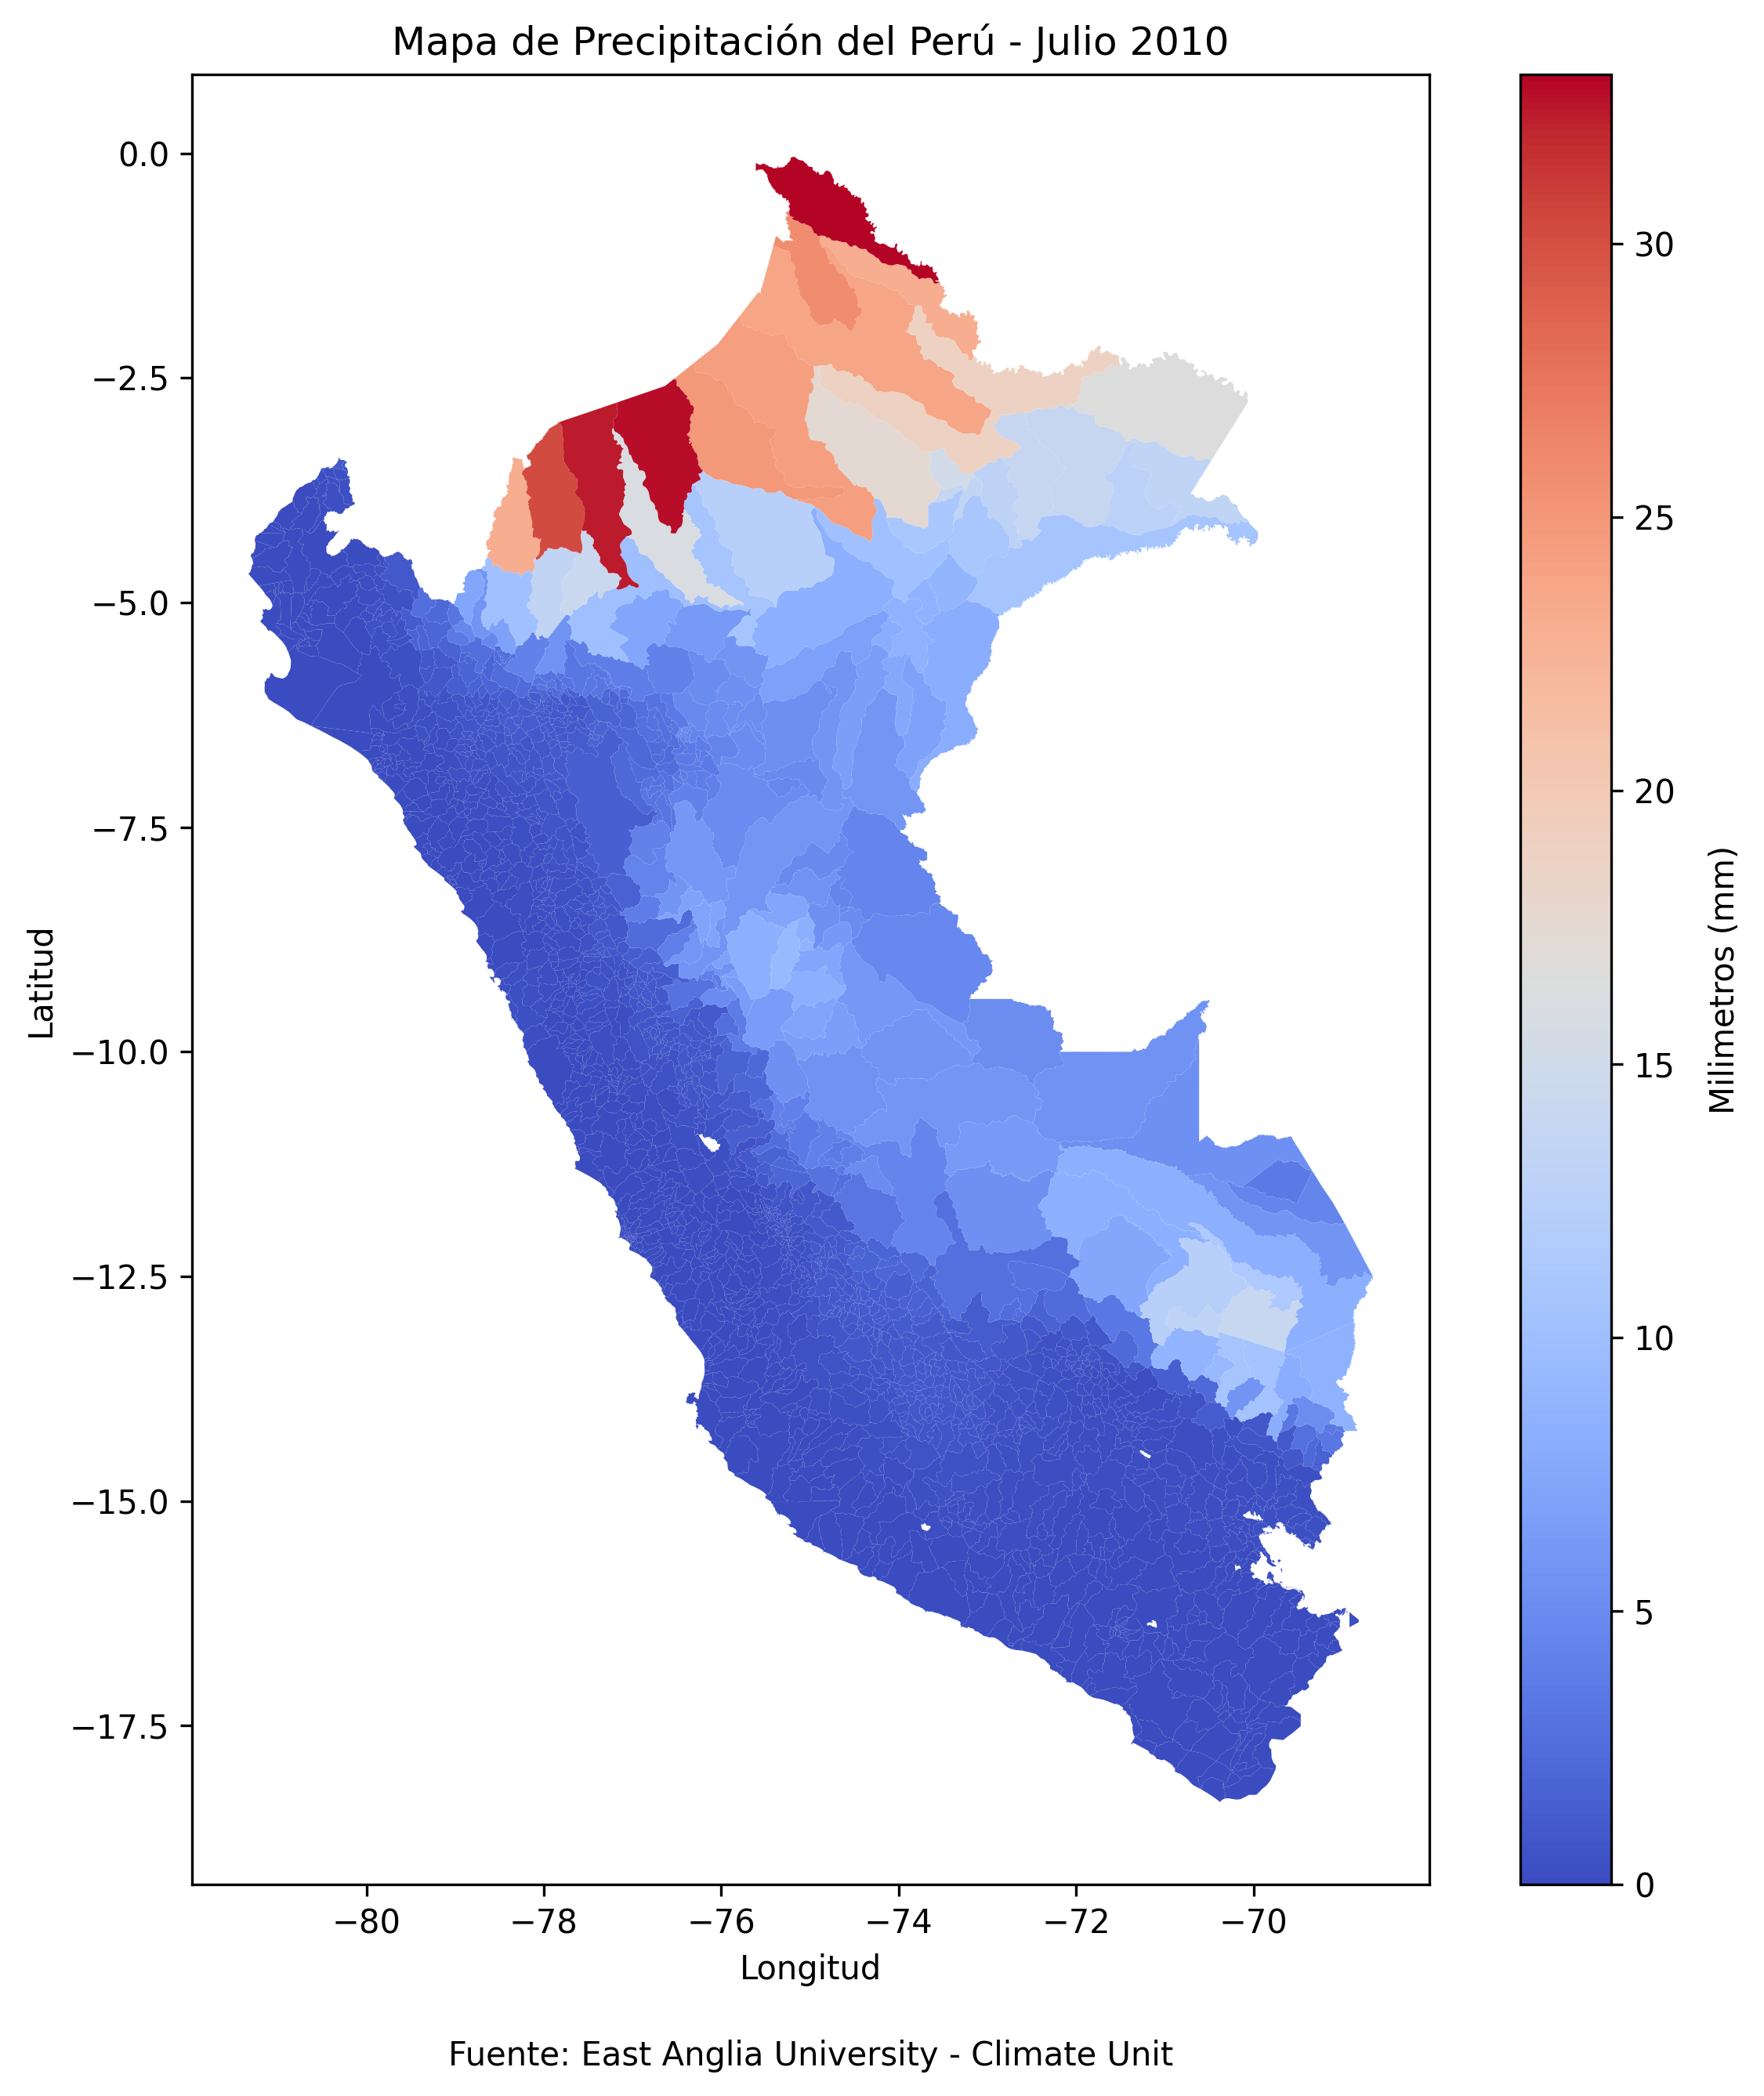 Mapa de Precipitación del Perú - Julio 2010
0.0
−2.5
−5.0
−7.5
−10.0
−12.5
−15.0
−17.5
Latitud
−80 −78 −76 −74 −72 −70
Longitud
30
25
20
15
10
5
0
Milimetros (mm)
Fuente: East Anglia University - Climate Unit